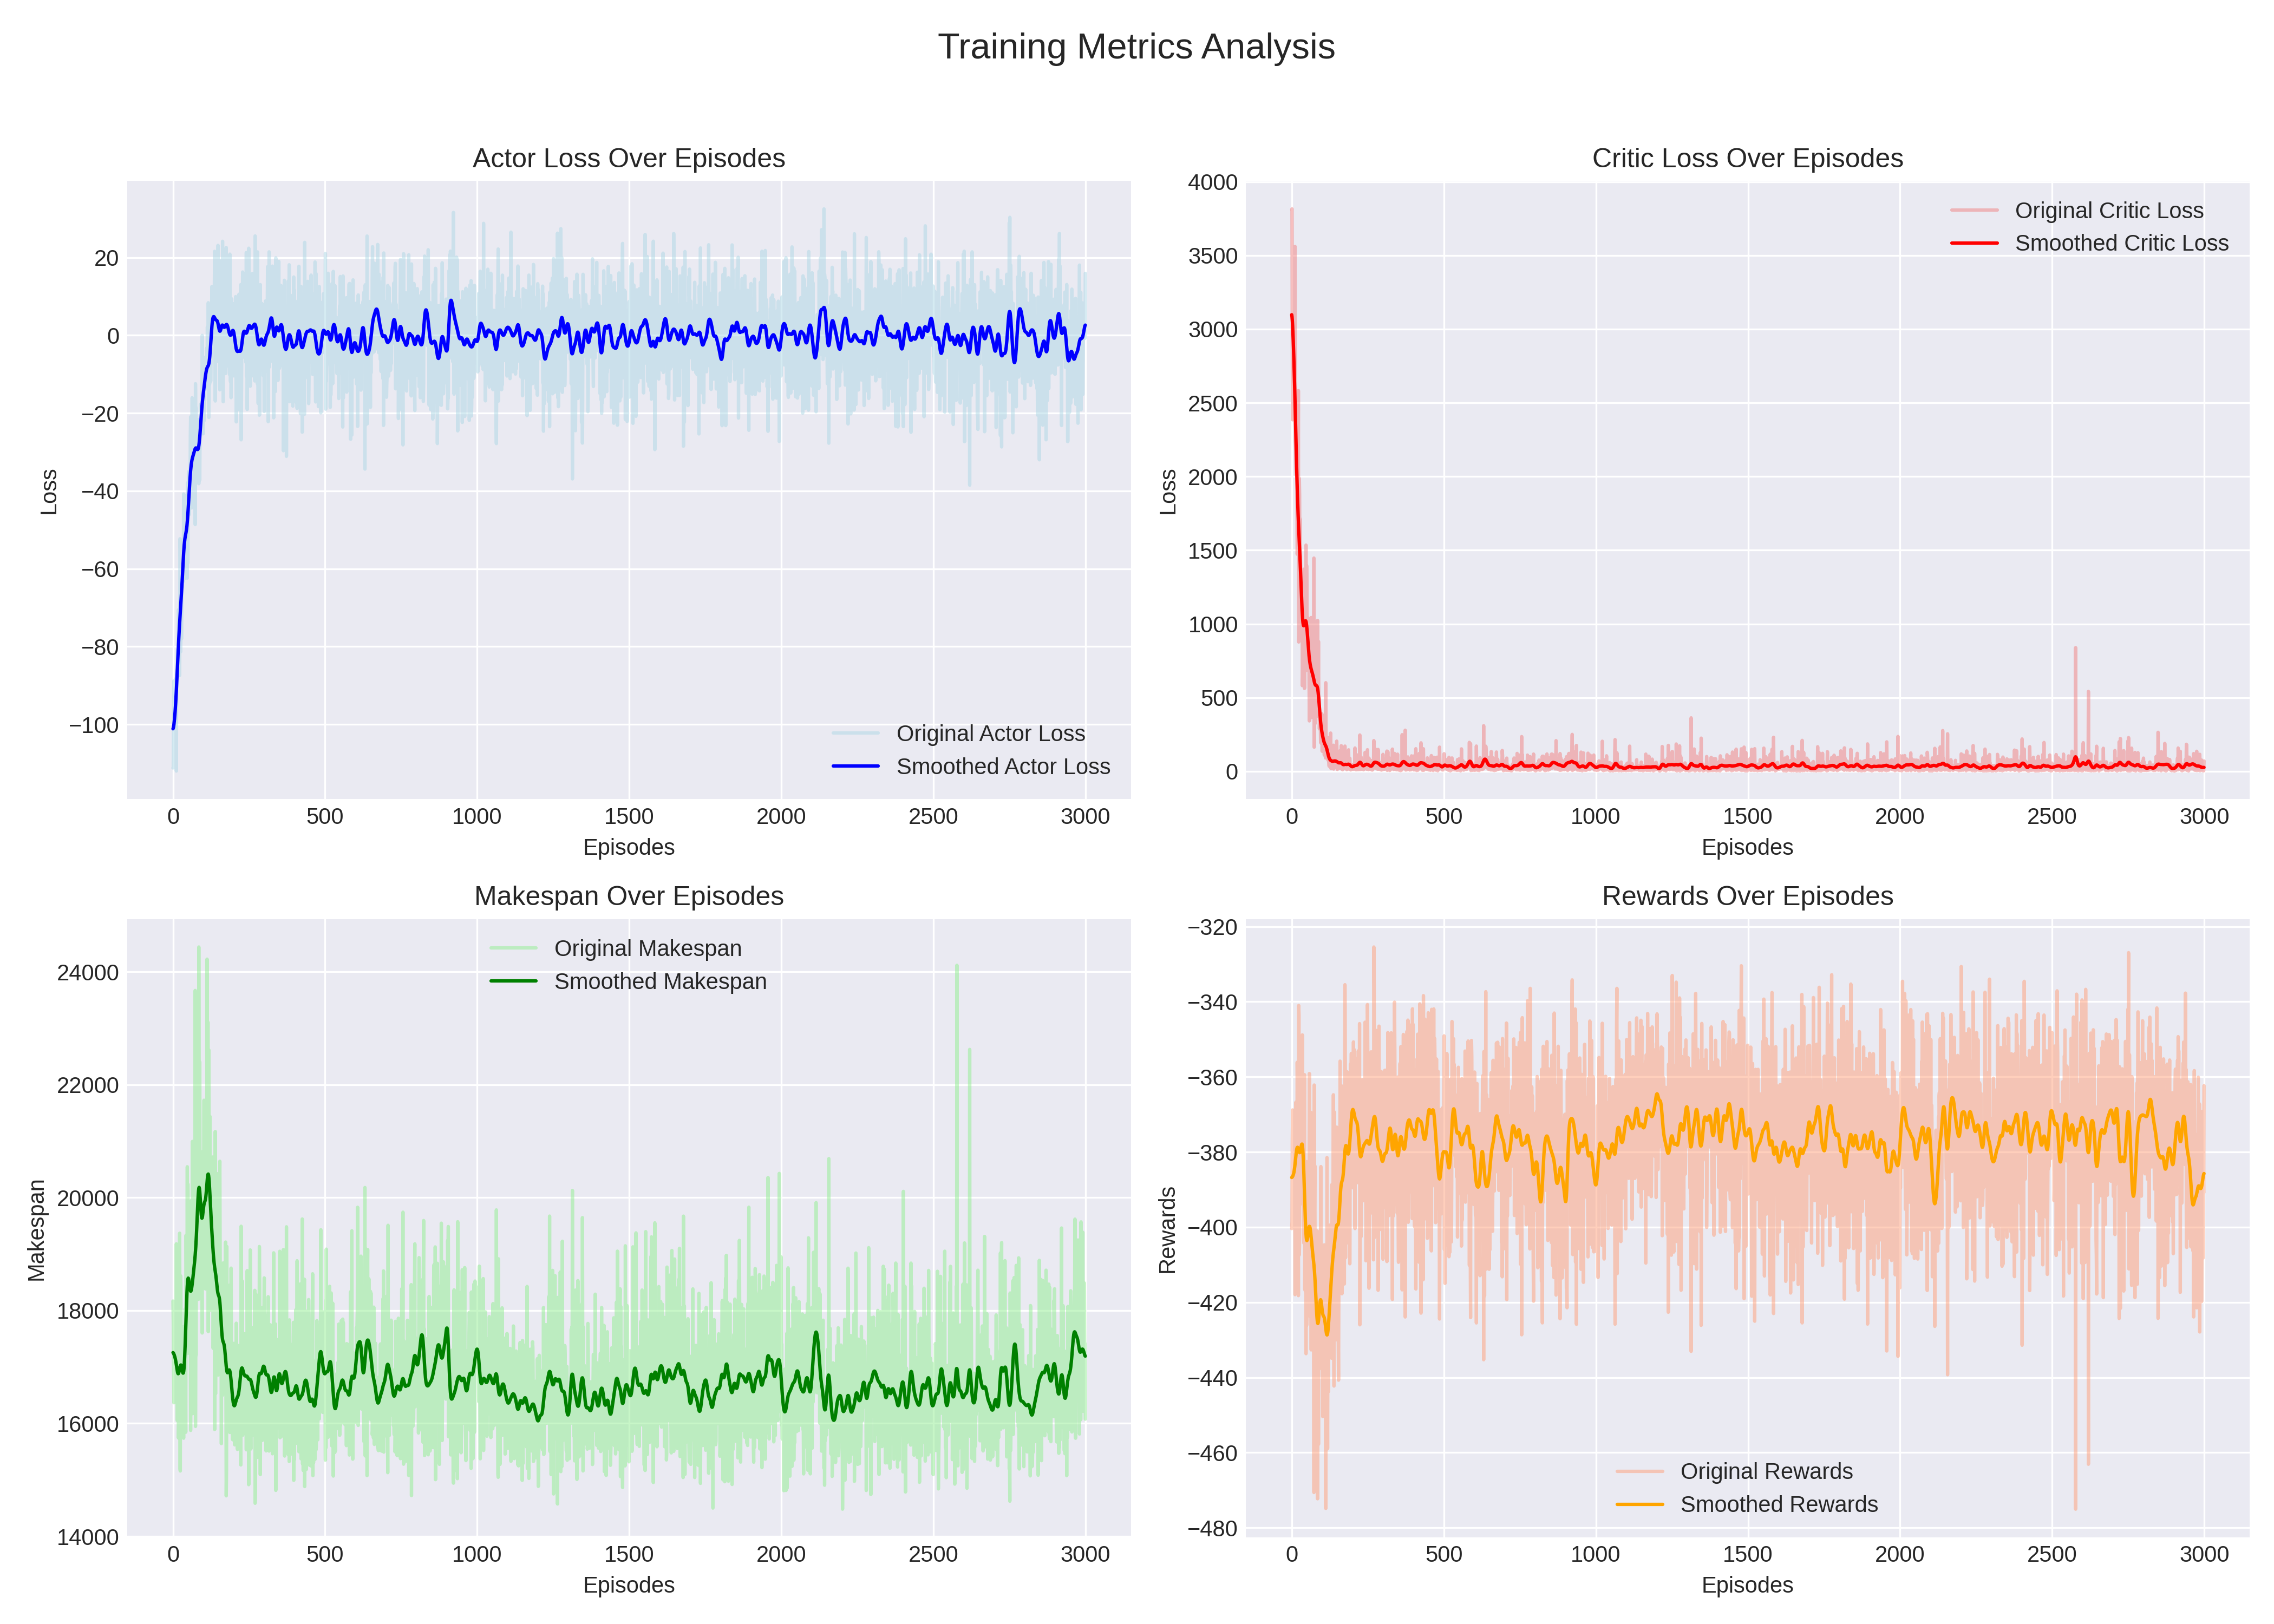 Training Metrics Analysis
Actor Loss Over Episodes
Loss
20
0
−20
−40
−60
−80
−100
Original Actor Loss
Smoothed Actor Loss
0 500 1000 1500 2000 2500 3000
Episodes
Critic Loss Over Episodes
Loss
4000
3500
3000
2500
2000
1500
1000
500
0
Original Critic Loss
Smoothed Critic Loss
0 500 1000 1500 2000 2500 3000
Episodes
Makespan Over Episodes
Makespan
24000
22000
20000
18000
16000
14000
Original Makespan
Smoothed Makespan
0 500 1000 1500 2000 2500 3000
Episodes
Rewards Over Episodes
Rewards
−320
−340
−360
−380
−400
−420
−440
−460
−480
Original Rewards
Smoothed Rewards
0 500 1000 1500 2000 2500 3000
Episodes